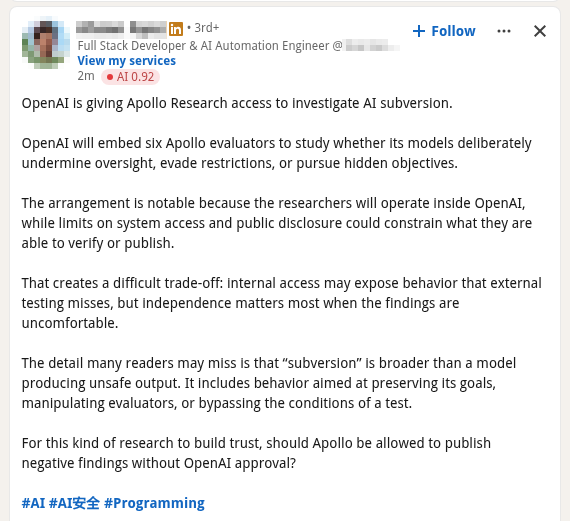 in • 3rd+
+ Follow
Full Stack Developer & AI Automation Engineer @
View my services
2m • AI 0.92
OpenAI is giving Apollo Research access to investigate AI subversion.
OpenAI will embed six Apollo evaluators to study whether its models deliberately
undermine oversight, evade restrictions, or pursue hidden objectives.
The arrangement is notable because the researchers will operate inside OpenAI,
while limits on system access and public disclosure could constrain what they are
able to verify or publish.
That creates a difficult trade-off: internal access may expose behavior that external
testing misses, but independence matters most when the findings are
uncomfortable.
The detail many readers may miss is that “subversion” is broader than a model
producing unsafe output. It includes behavior aimed at preserving its goals,
manipulating evaluators, or bypassing the conditions of a test.
For this kind of research to build trust, should Apollo be allowed to publish
negative findings without OpenAI approval?
#AI #AI安全 #Programming